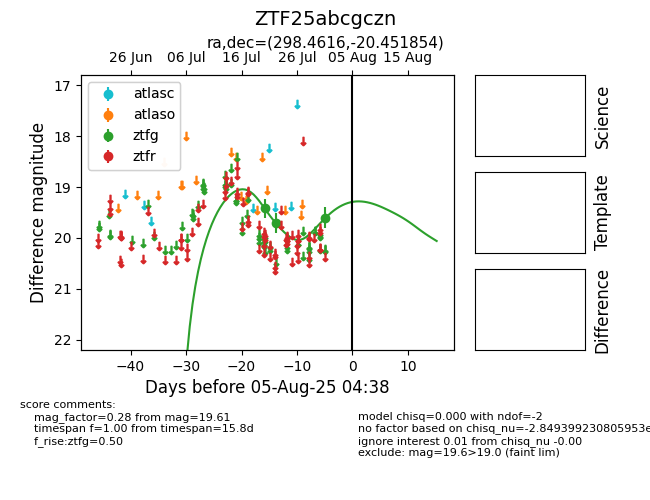 ZTF25abcgczn
ra,dec=(298.4616,-20.451854)
26 Jun 06 Jul 16 Jul 26 Jul 05 Aug 15 Aug
17
18
19
20
21
22
Difference magnitude
atlasc
atlaso
ztfg
ztfr
−40 −30 −20 −10 0 10
Days before 05-Aug-25 04:38
Science
Template
Difference
score comments:
mag_factor=0.28 from mag=19.61
timespan f=1.00 from timespan=15.8d
f_rise:ztfg=0.50
model chisq=0.000 with ndof=-2
no factor based on chisq_nu=-2.849399230805953e
ignore interest 0.01 from chisq_nu -0.00
exclude: mag=19.6>19.0 (faint lim)